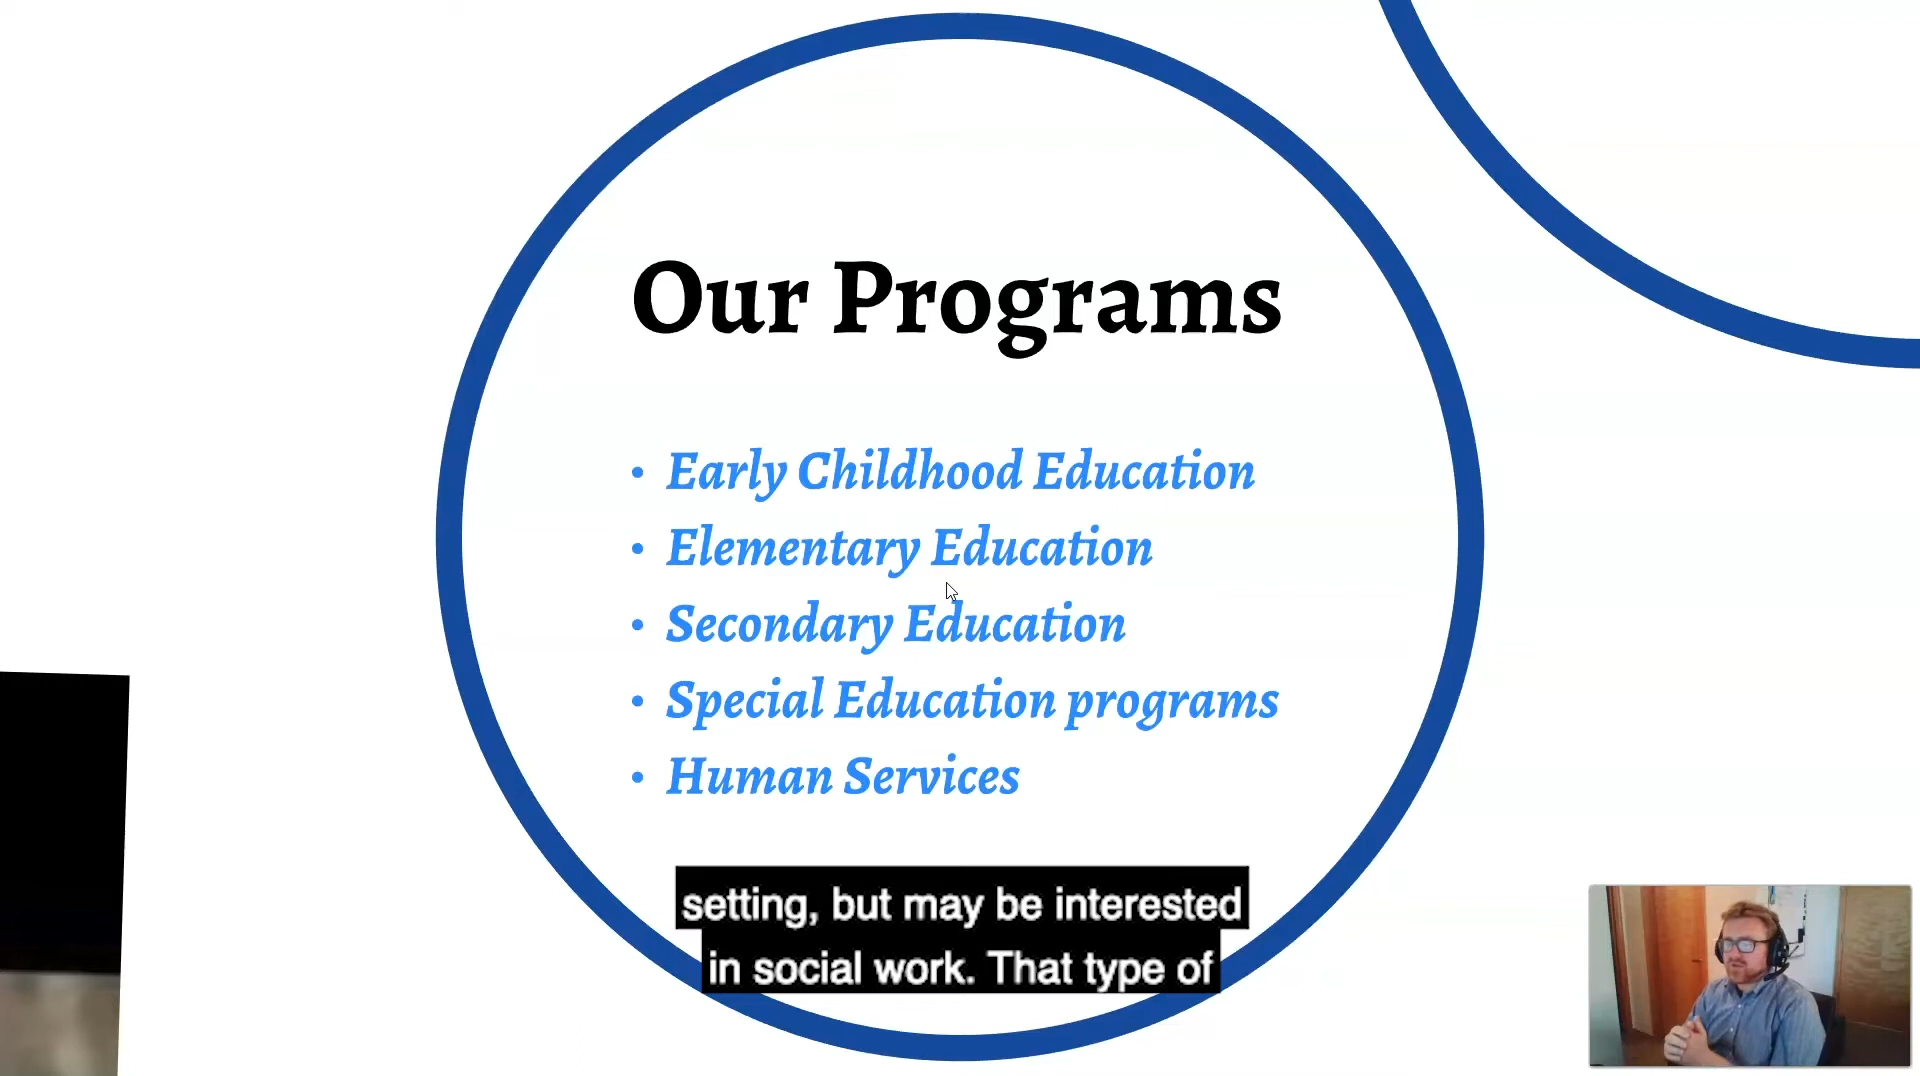 Our Programs
• Early Childhood Education
• Elementary Education
• Secondary Education
• Special Education programs
• Human Services
setting, but may be interested
in social work. That type of